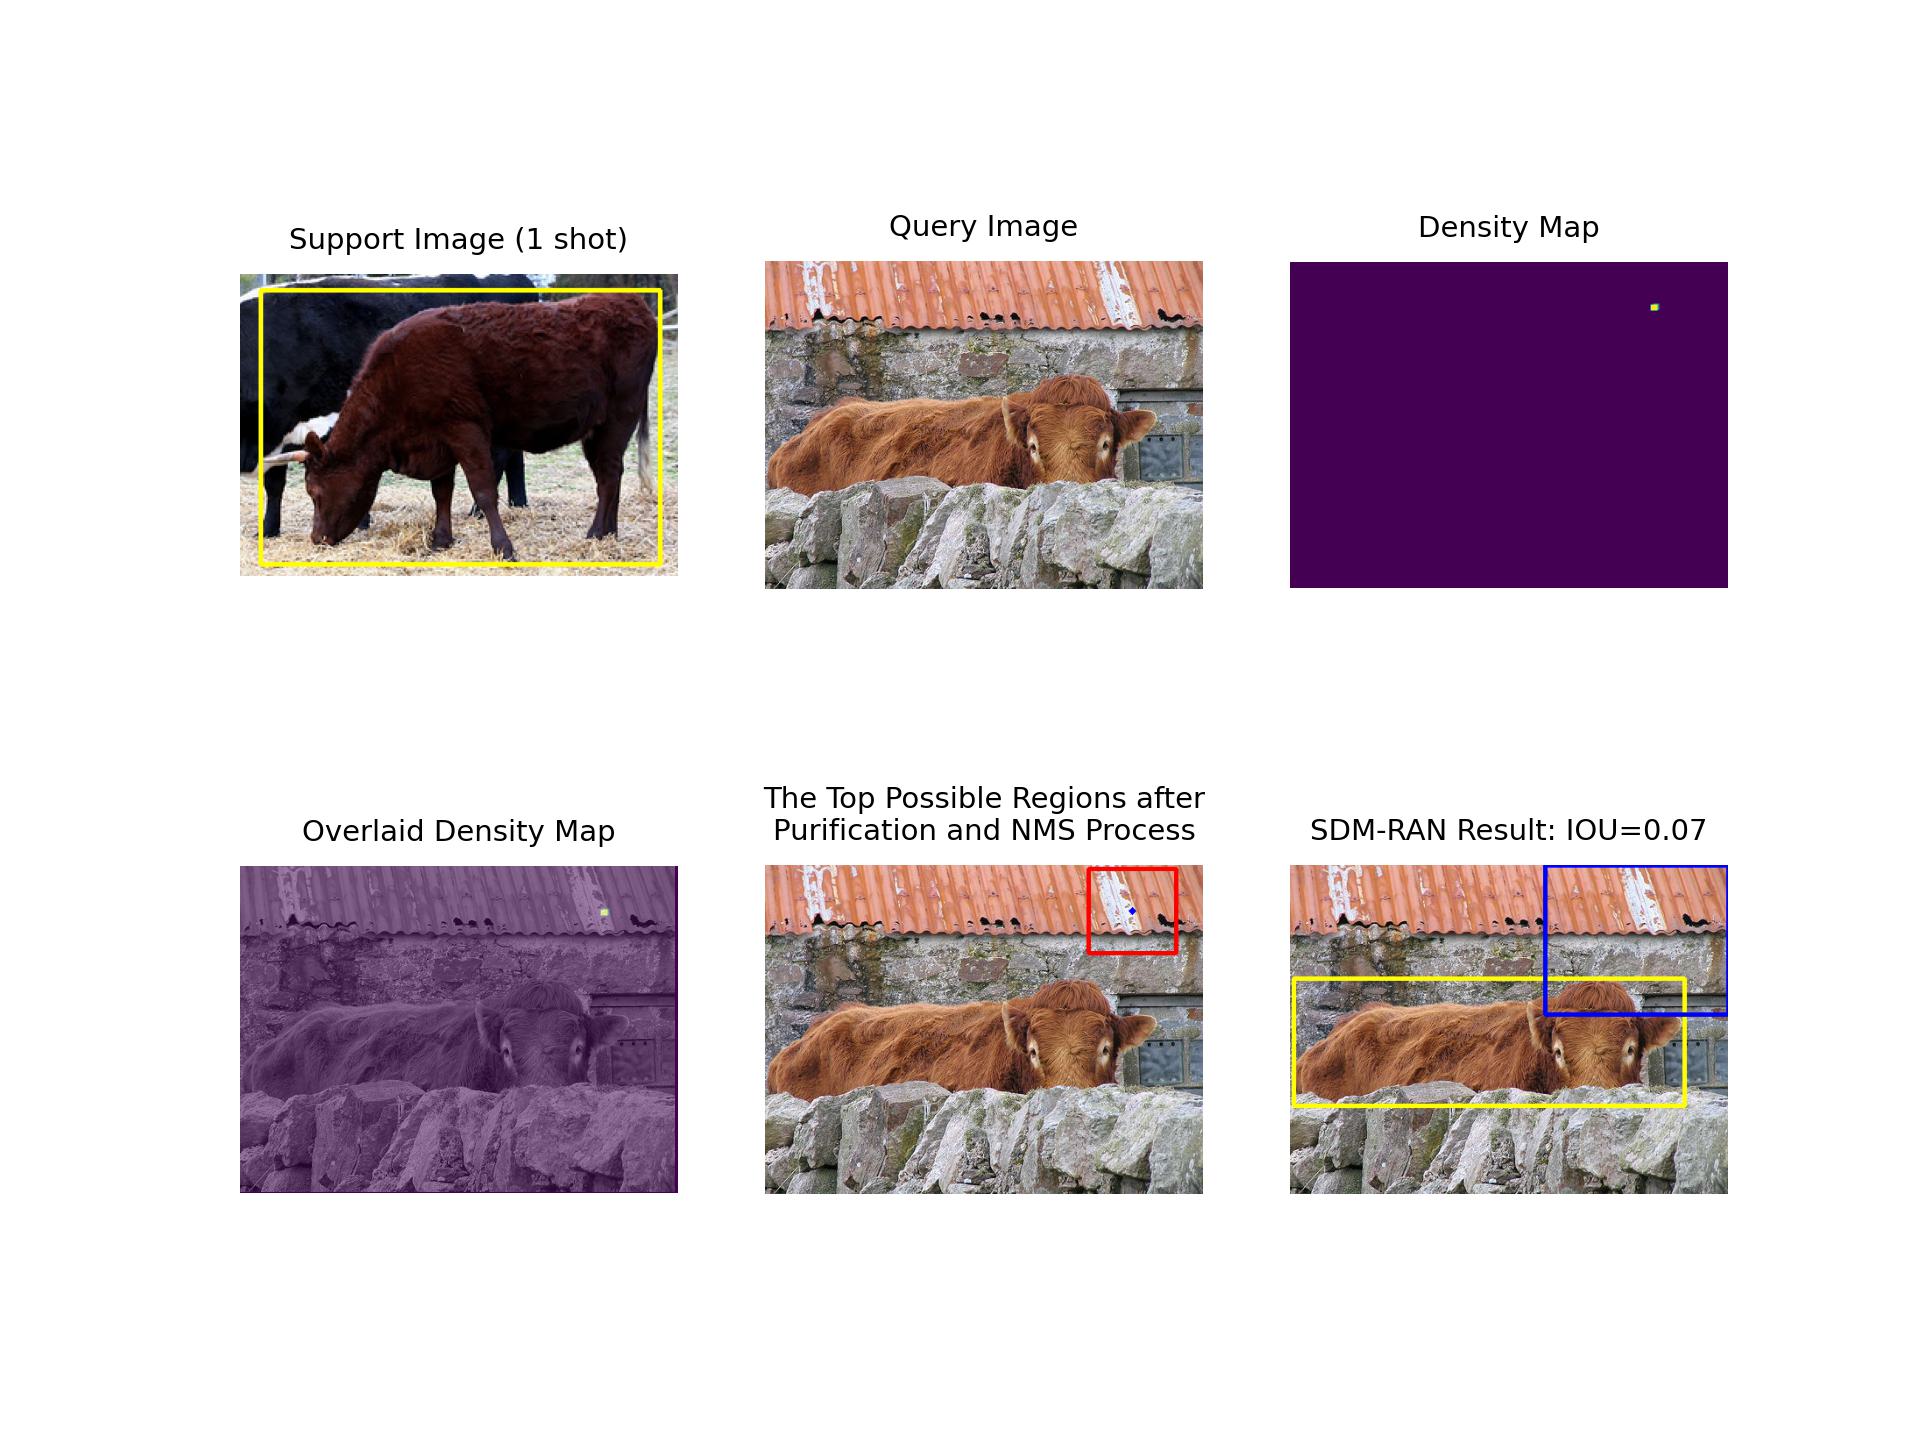 Support Image (1 shot)
Query Image
Density Map
Overlaid Density Map
The Top Possible Regions after
Purification and NMS Process
SDM-RAN Result: IOU=0.07